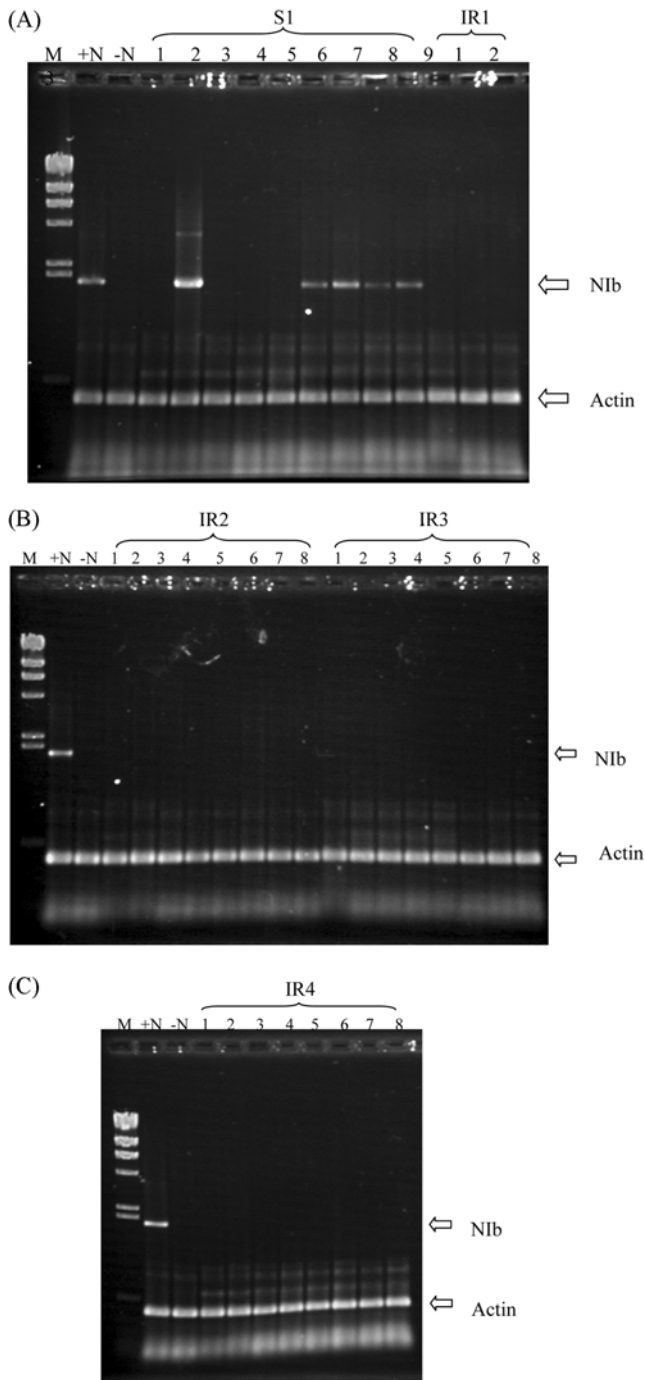 (A)
S1 IR1
M +N -N 1 2 3 4 5 6 7 8 9 1 2
NIb
Actin
(B)
IR2 IR3
M +N -N 1 2 3 4 5 6 7 8 1 2 3 4 5 6 7 8
NIb
Actin
(C)
IR4
M +N -N 1 2 3 4 5 6 7 8
NIb
Actin